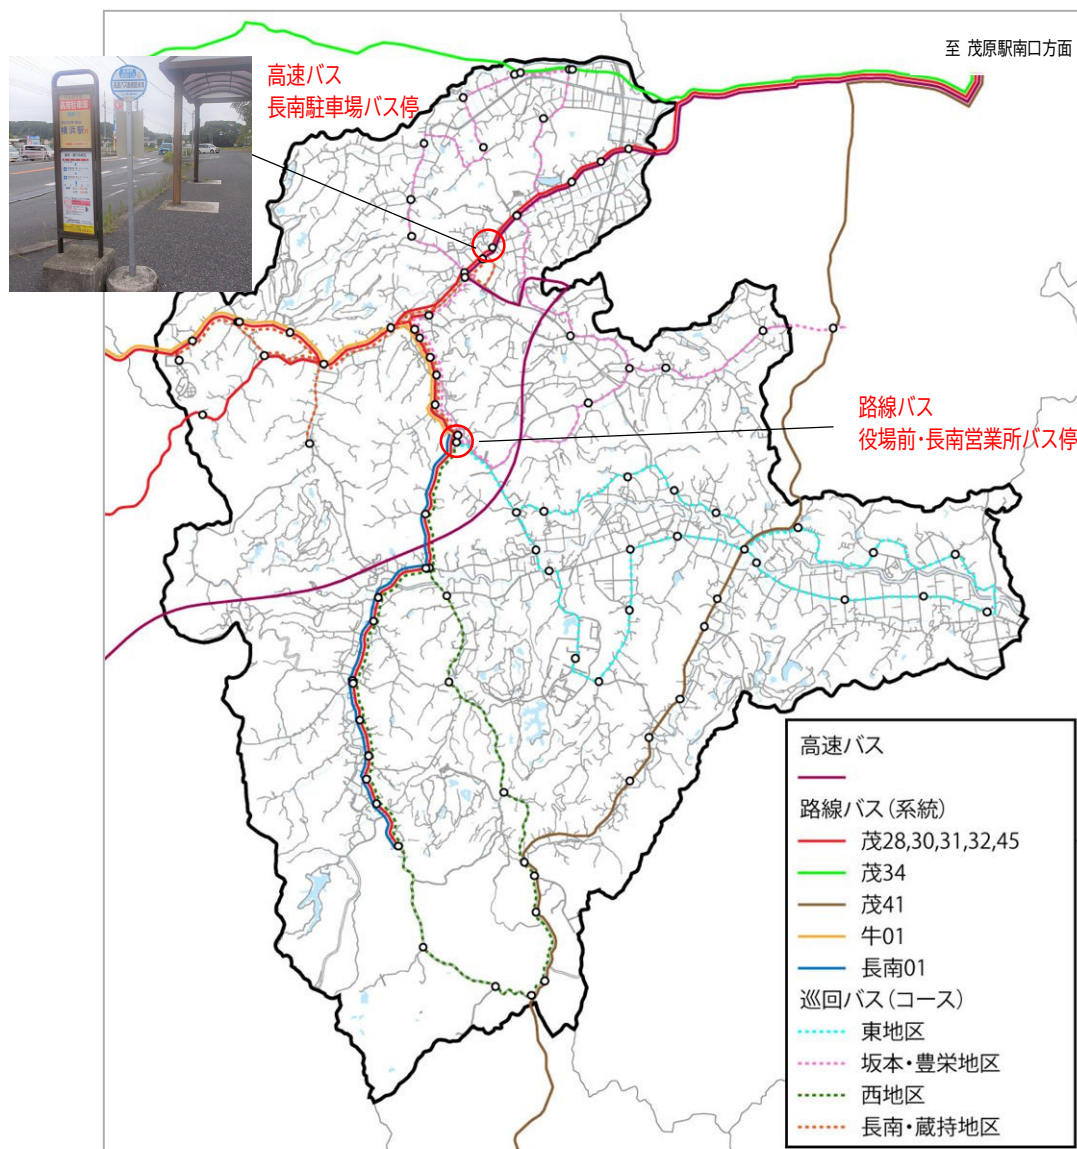 至 茂原駅南口方面
高速バス
長南駐車場バス停
横浜駅
路線バス
役場前・長南営業所バス停
高速バス
路線バス(系統)
茂28,30,31,32,45
茂34
茂41
牛01
長南01
巡回バス(コース)
東地区
坂本・豊栄地区
西地区
長南・蔵持地区